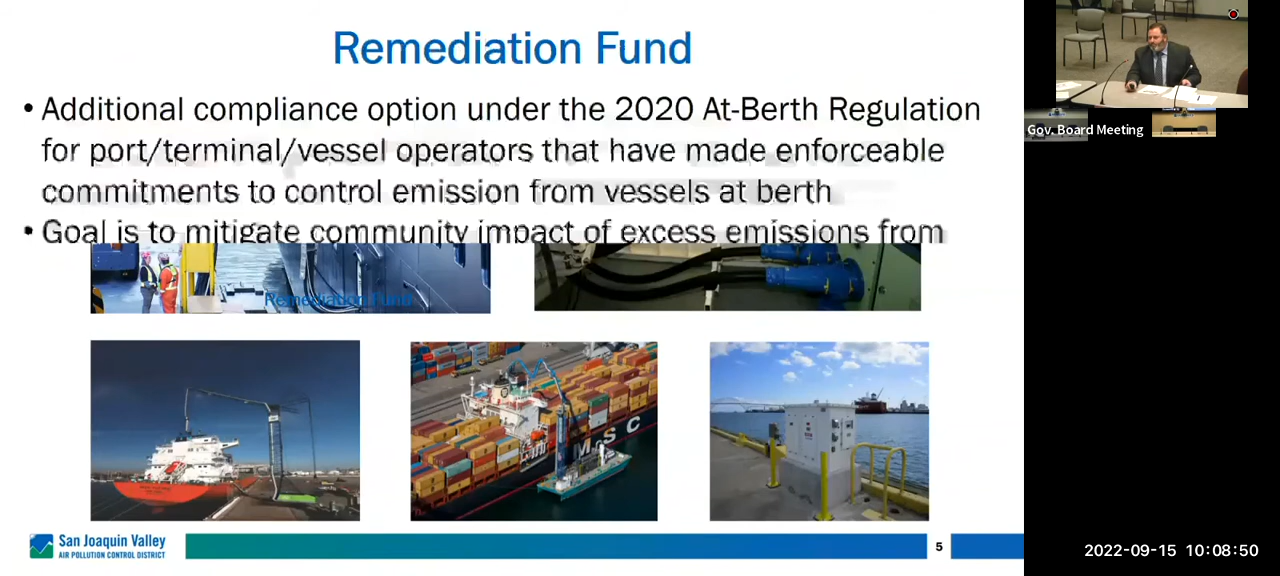 Remediation Fund
• Additional compliance option under the 2020 At-Berth Regulation
for port/terminal/vessel operators that have made enforceable
commitments to control emission from vessels at berth
• Goal is to mitigate community impact of excess emissions from
Remediation Fund
M S C
San Joaquin Valley
AIR POLLUTION CONTROL DISTRICT
5
Gov. Board Meeting
2022-09-15 10:08:50